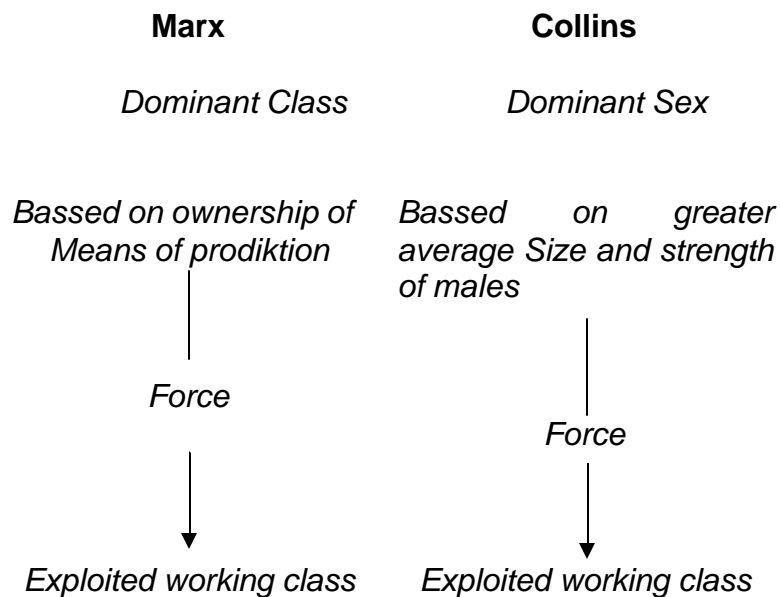 Marx
Dominant Class
Bassed on ownership of
Means of prodiktion
Force
Exploited working class
Collins
Dominant Sex
Bassed on greater
average Size and strength
of males
Force
Exploited working class